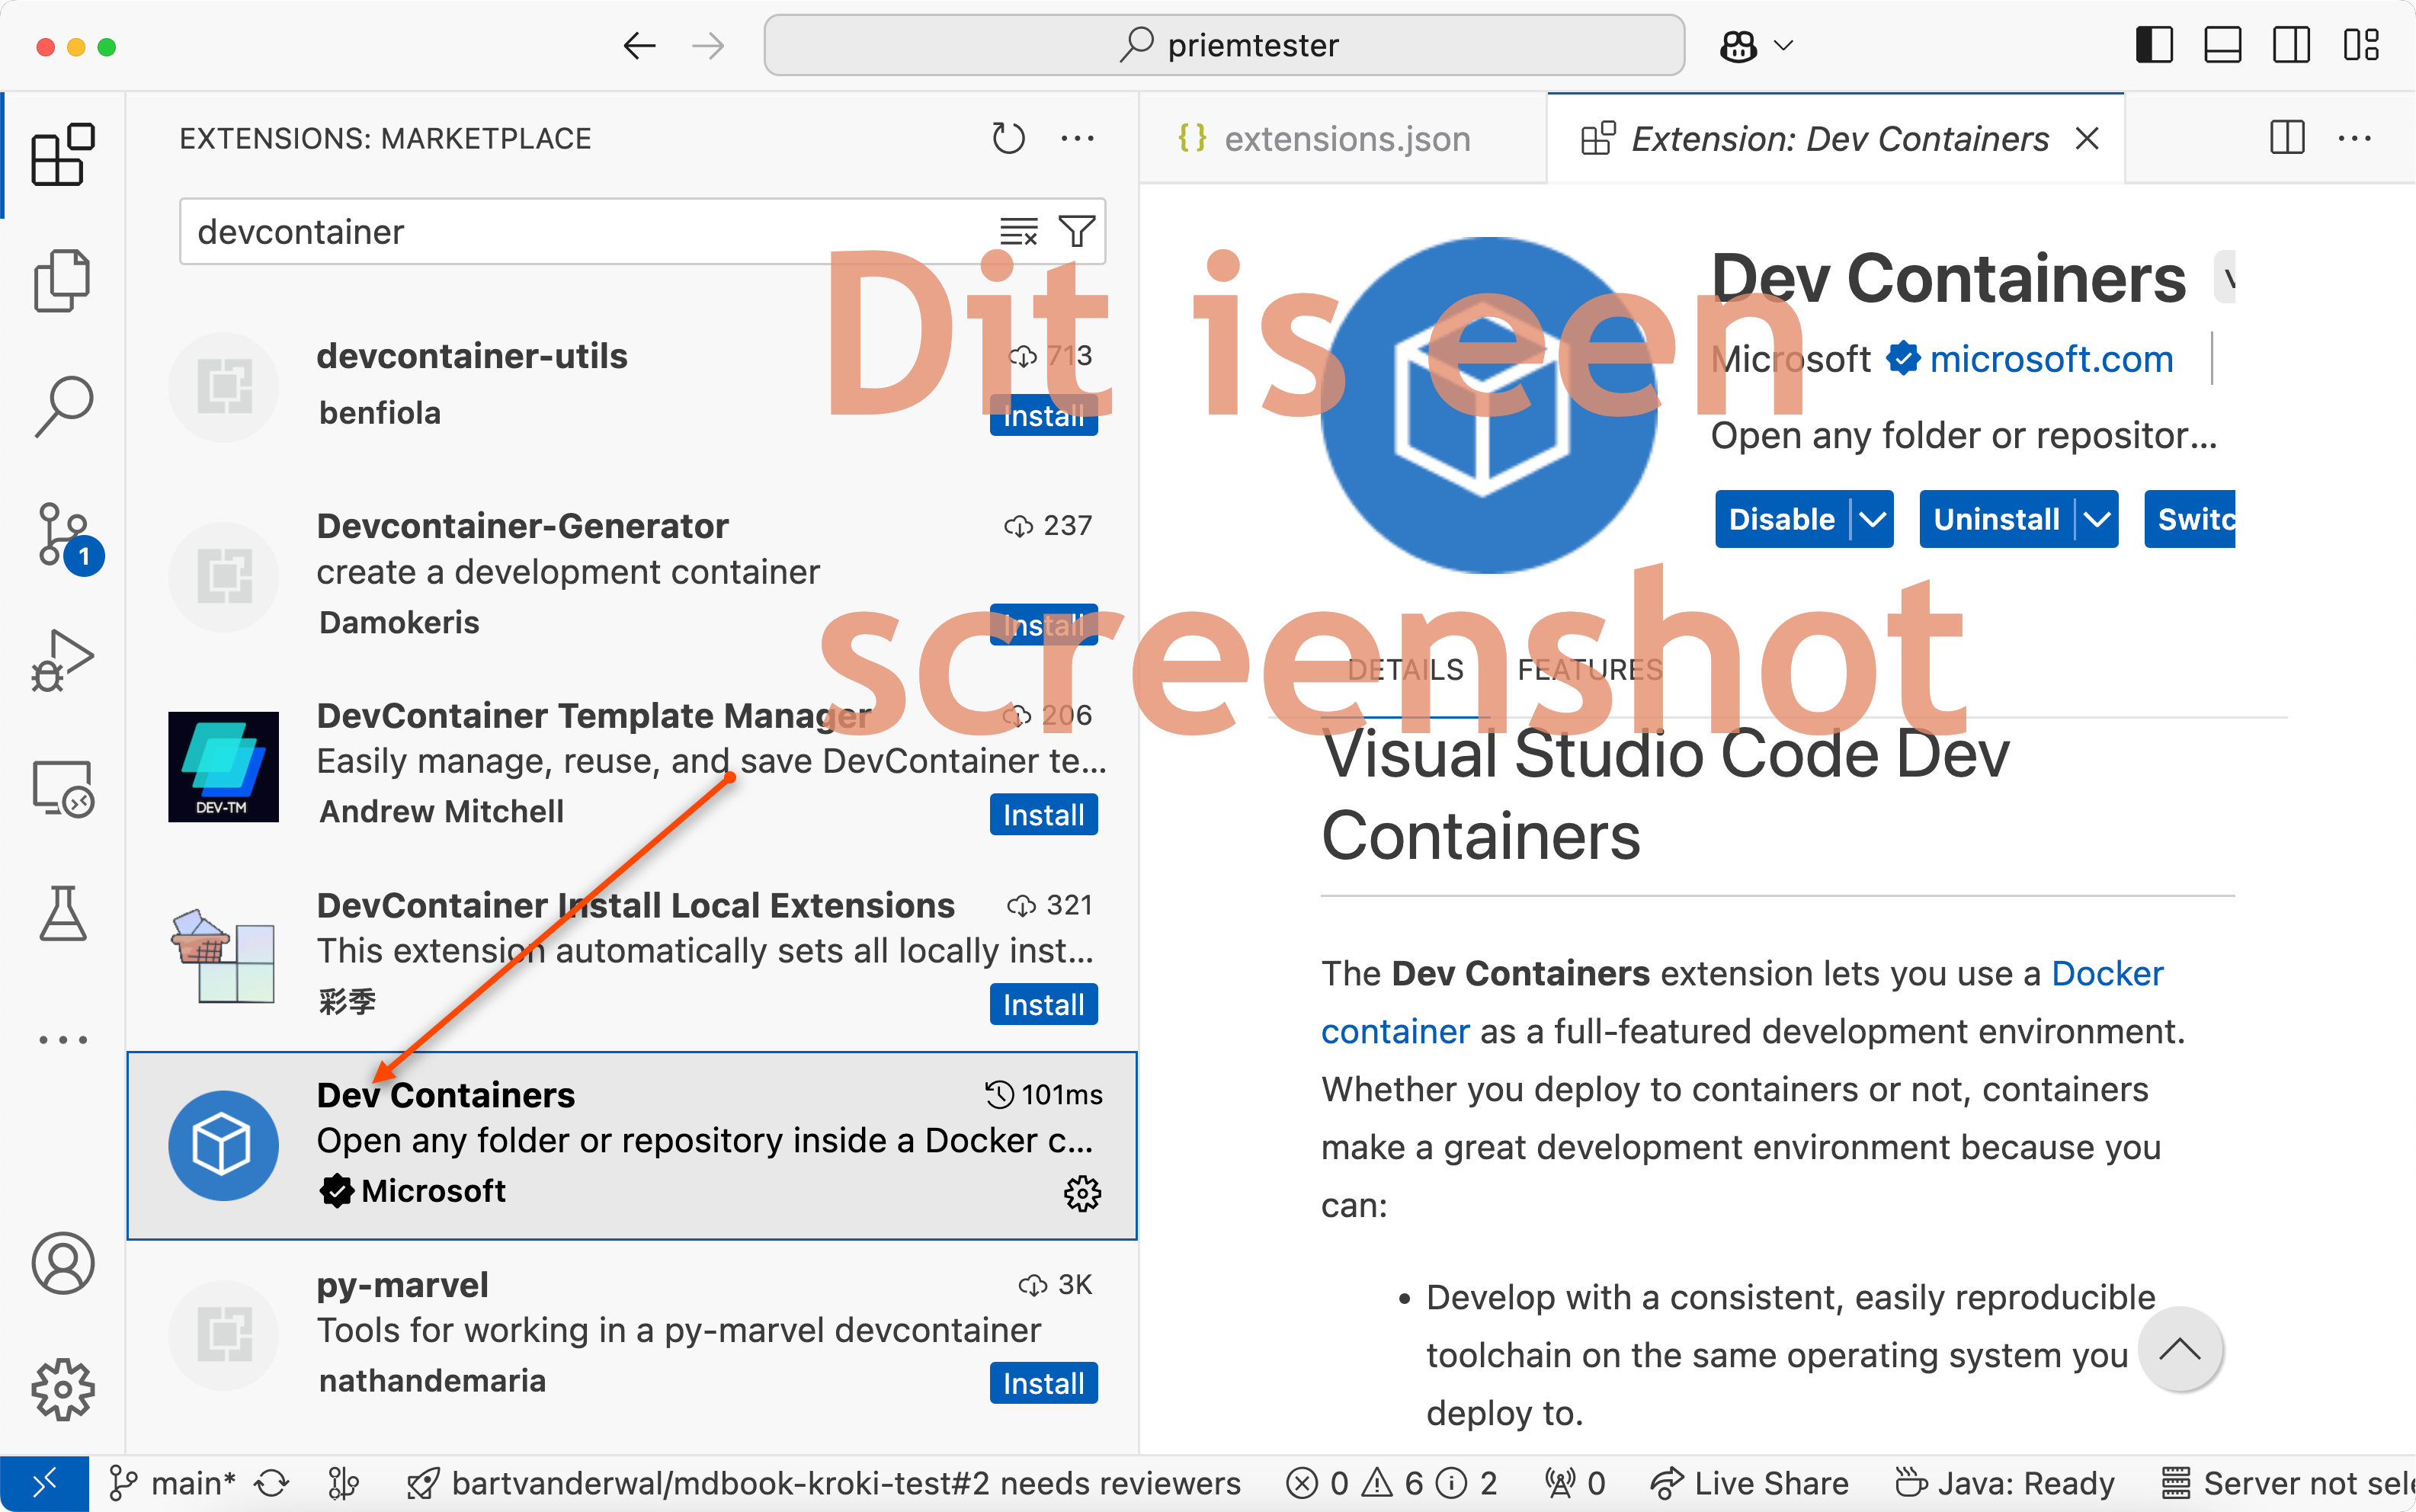 priemtester
EXTENSIONS: MARKETPLACE
devcontainer
devcontainer-utils
713
benfiola
Install
Devcontainer-Generator
237
create a development container
Damokeris
Install
DevContainer Template Manager
206
Easily manage, reuse, and save DevContainer te...
DEV-TM
Andrew Mitchell
Install
DevContainer Install Local Extensions
321
This extension automatically sets all locally inst...
彩季
Install
Dev Containers
101ms
Open any folder or repository inside a Docker c...
Microsoft
py-marvel
3K
Tools for working in a py-marvel devcontainer
nathandemaria
Install
1
{} extensions.json
Extension: Dev Containers
Dev Containers
Microsoft
microsoft.com
Open any folder or repositor...
Disable
Uninstall
Switc
DETAILS
FEATURES
Visual Studio Code Dev
Containers
The Dev Containers extension lets you use a Docker
container as a full-featured development environment.
Whether you deploy to containers or not, containers
make a great development environment because you
can:
• Develop with a consistent, easily reproducible
toolchain on the same operating system you
deploy to.
Dit is een
screenshot
main*
bartvanderwal/mdbook-kroki-test#2 needs reviewers
0
6
2
0
Live Share
Java: Ready
Server not sele